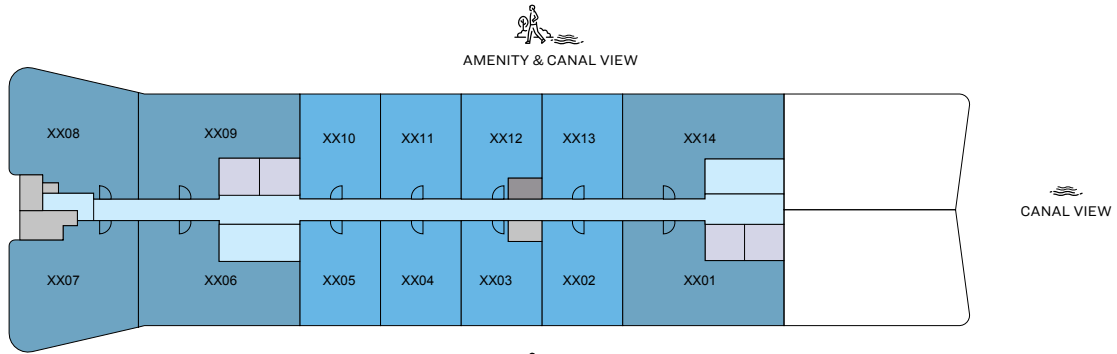 AMENITY & CANAL VIEW
XX08
XX09
XX10
XX11
XX12
XX13
XX14
CANAL VIEW
XX07
XX06
XX05
XX04
XX03
XX02
XX01